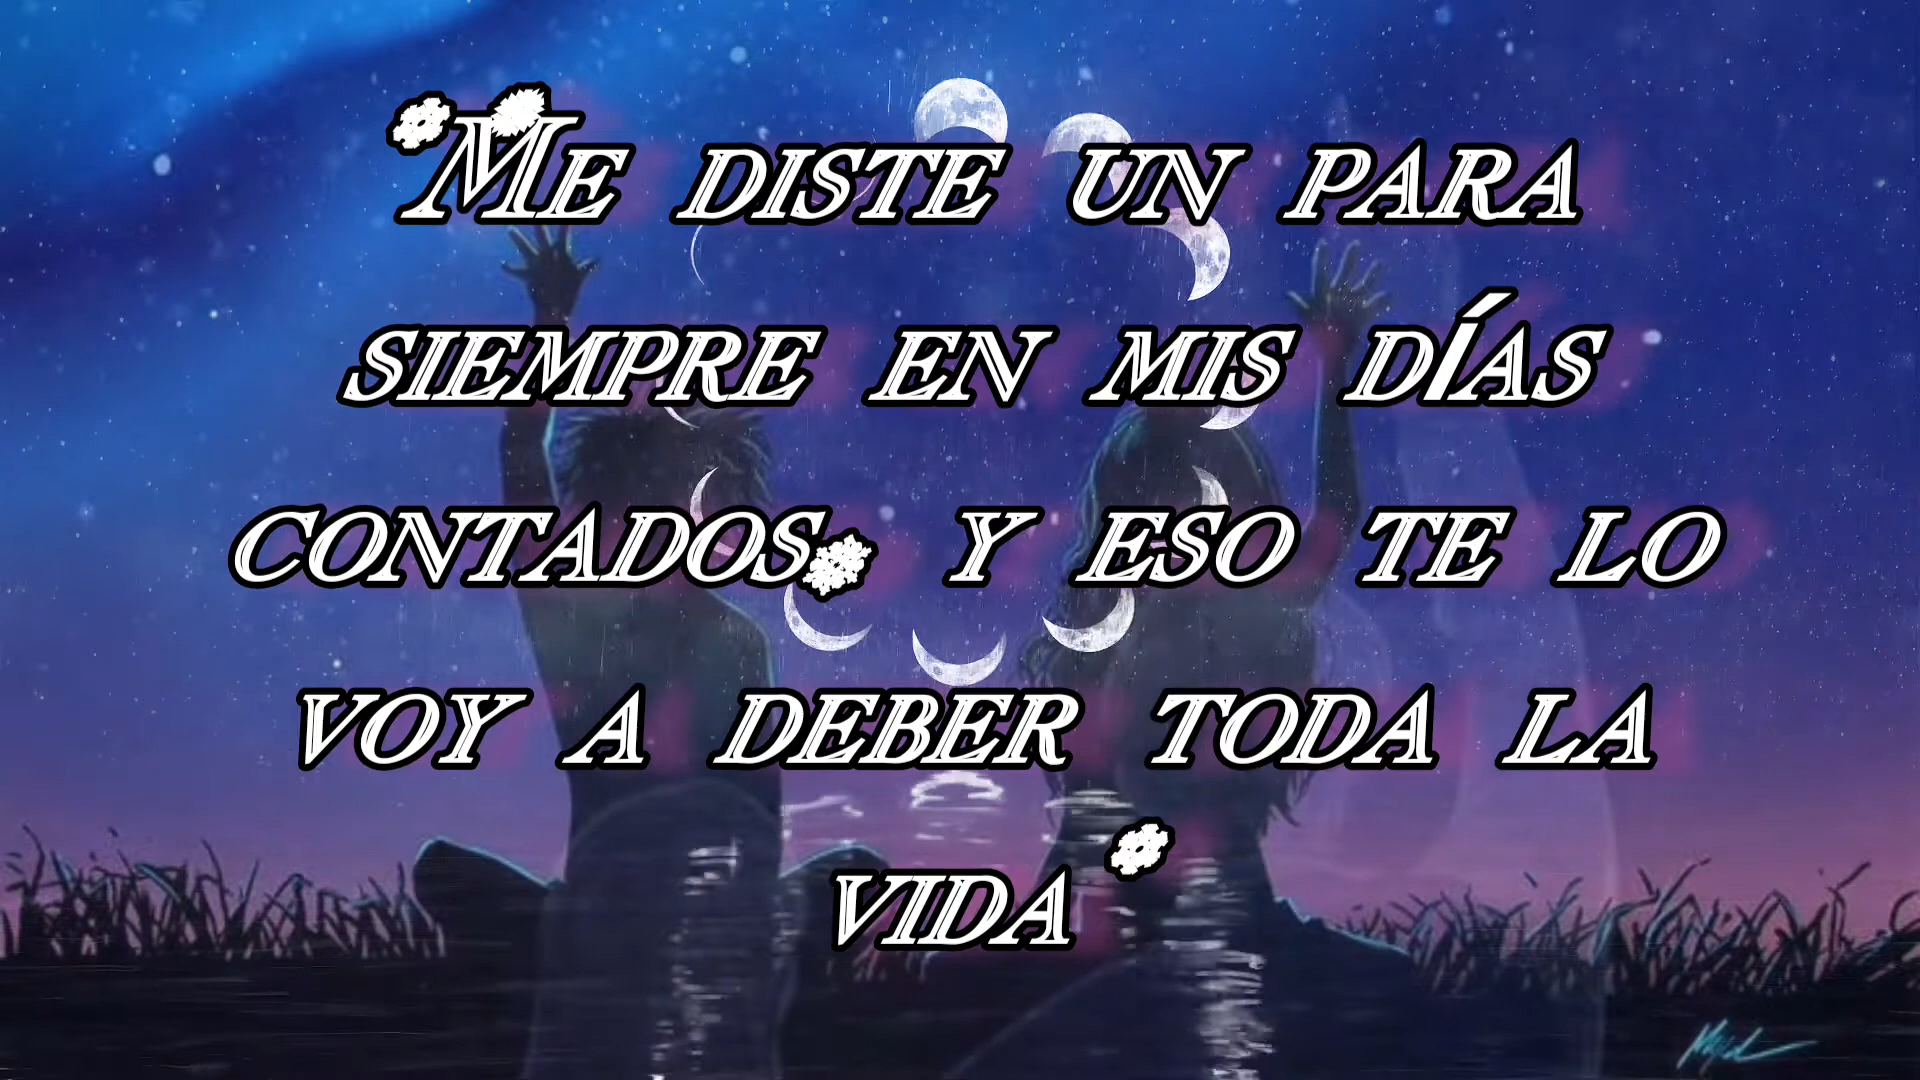 "Me diste un para
siempre en mis días
contados. y eso te lo
voy a deber toda la
vida"